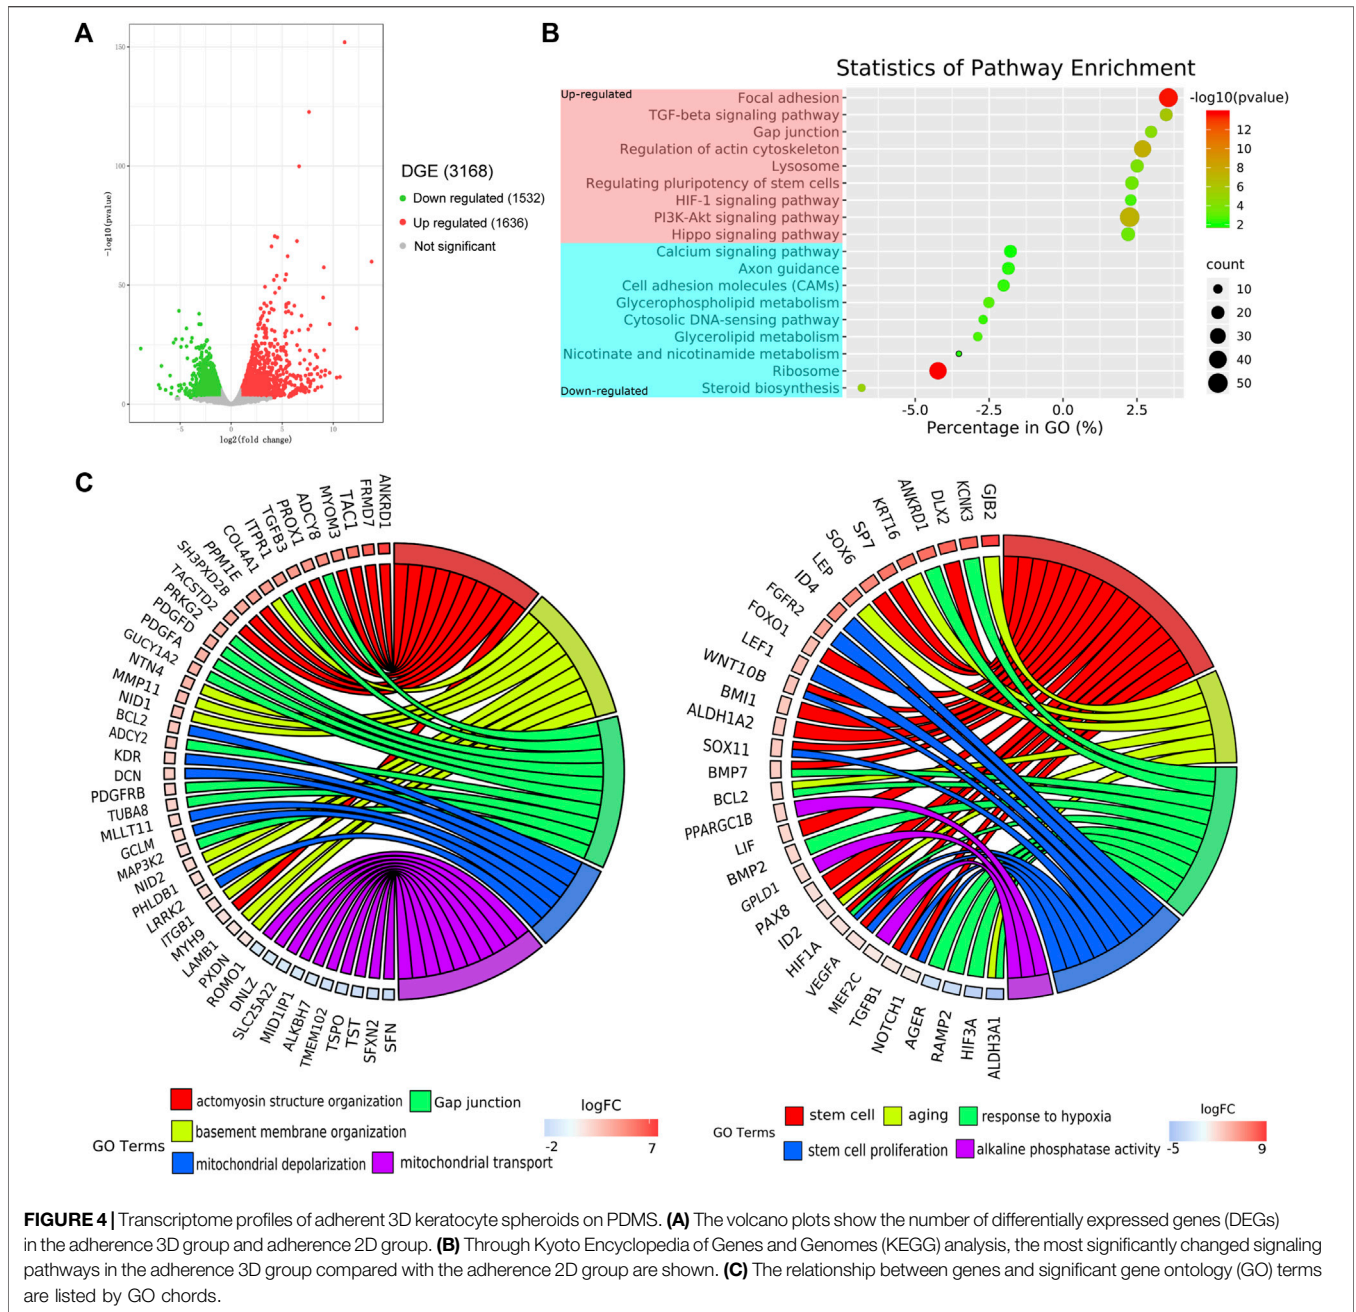 A
150
100
50
0
-5
0
5
10
-log10(pvalue)
log2(fold change)
DGE (3168)
Down regulated (1532)
Up regulated (1636)
Not significant
B
Statistics of Pathway Enrichment
Up-regulated
Focal adhesion
TGF-beta signaling pathway
Gap junction
Regulation of actin cytoskeleton
Lysosome
Regulating pluripotency of stem cells
HIF-1 signaling pathway
PI3K-Akt signaling pathway
Hippo signaling pathway
Calcium signaling pathway
Axon guidance
Cell adhesion molecules (CAMs)
Glycerophospholipid metabolism
Cytosolic DNA-sensing pathway
Glycerolipid metabolism
Nicotinate and nicotinamide metabolism
Ribosome
Steroid biosynthesis
Down-regulated
-5.0
-2.5
0.0
2.5
Percentage in GO (%)
-log10(pvalue)
12
10
8
6
4
2
count
10
20
30
40
50
C
ANKRD1
FRMD7
TAC1
MYOM3
ADCY8
PROX1
TGFB3
ITPR1
COL4A1
PPM1E
SH3PXD2B
TACSTD2
PRKG2
PDGFD
PDGFA
GUCY1A2
NTN4
MMP11
NID1
BCL2
ADCY2
KDR
DCN
PDGFRB
TUBA8
MLLT11
GCLM
MAP3K2
NID2
PHLDB1
LRRK2
ITGB1
MYH9
LAMB1
PXDN
ROMO1
DNLZ
SLC25A22
MID1IP1
ALKBH7
TMEM102
TSPO
TST
SFXN2
SFN
GO Terms
actomyosin structure organization
Gap junction
basement membrane organization
mitochondrial depolarization
mitochondrial transport
logFC
-2
7
GJB2
KCNK3
DLX2
ANKRD1
KRT16
SP7
SOX6
LEP
ID4
FGFR2
FOXO1
LEF1
WNT10B
BMI1
ALDH1A2
SOX11
BMP7
BCL2
PPARGC1B
LIF
BMP2
GPLD1
PAX8
ID2
HIF1A
VEGFA
MEF2C
TGFB1
NOTCH1
AGER
RAMP2
HIF3A
ALDH3A1
GO Terms
stem cell
aging
response to hypoxia
stem cell proliferation
alkaline phosphatase activity
logFC
-5
9
FIGURE 4 | Transcriptome profiles of adherent 3D keratocyte spheroids on PDMS. (A) The volcano plots show the number of differentially expressed genes (DEGs)
in the adherence 3D group and adherence 2D group. (B) Through Kyoto Encyclopedia of Genes and Genomes (KEGG) analysis, the most significantly changed signaling
pathways in the adherence 3D group compared with the adherence 2D group are shown. (C) The relationship between genes and significant gene ontology (GO) terms
are listed by GO chords.